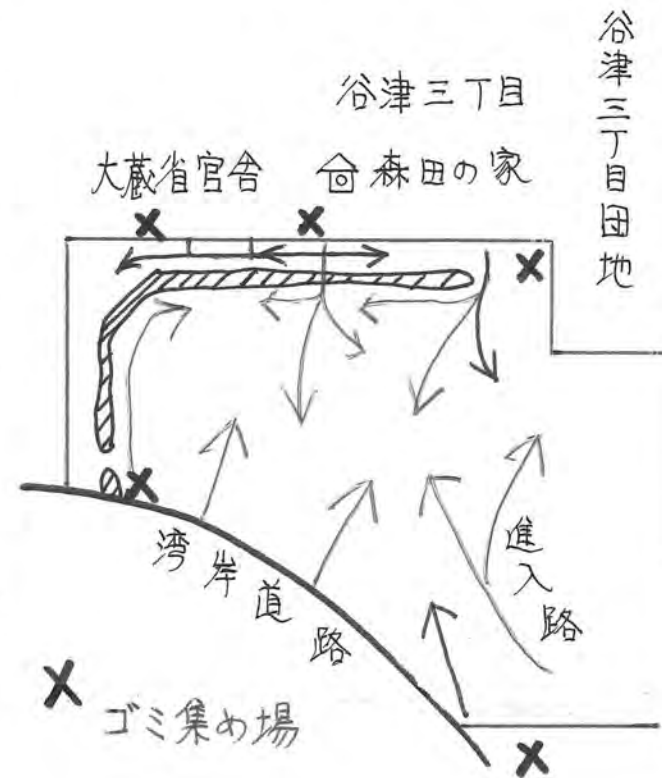 谷津三丁目団地
谷津三丁目
大蔵省官舎
森田の家
湾岸道路
進入路
ゴミ集め場